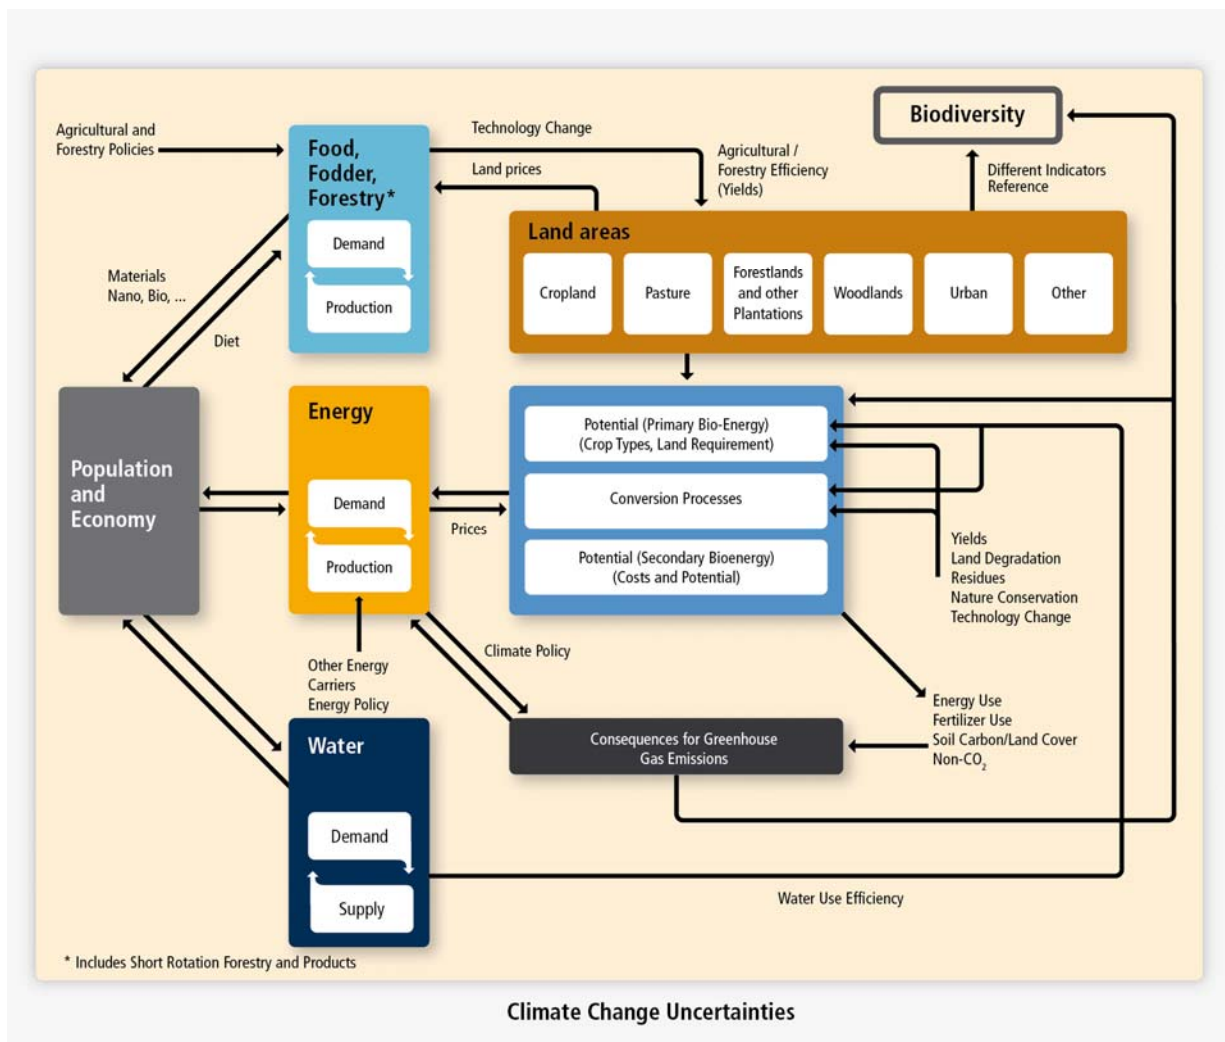 Biodiversity
Agricultural and
Forestry Policies
Food,
Fodder,
Forestry*
Demand
Production
Technology Change
Land prices
Agricultural /
Forestry Efficiency
(Yields)
Different Indicators
Reference
Land areas
Cropland
Pasture
Forestlands
and other
Plantations
Woodlands
Urban
Other
Materials
Nano, Bio, ...
Diet
Population
and
Economy
Energy
Demand
Production
Prices
Potential (Primary Bio-Energy)
(Crop Types, Land Requirement)
Conversion Processes
Potential (Secondary Bioenergy)
(Costs and Potential)
Yields
Land Degradation
Residues
Nature Conservation
Technology Change
Other Energy
Carriers
Energy Policy
Climate Policy
Energy Use
Fertilizer Use
Soil Carbon/Land Cover
Non-CO2
Consequences for Greenhouse
Gas Emissions
Water
Demand
Supply
Water Use Efficiency
* Includes Short Rotation Forestry and Products
Climate Change Uncertainties